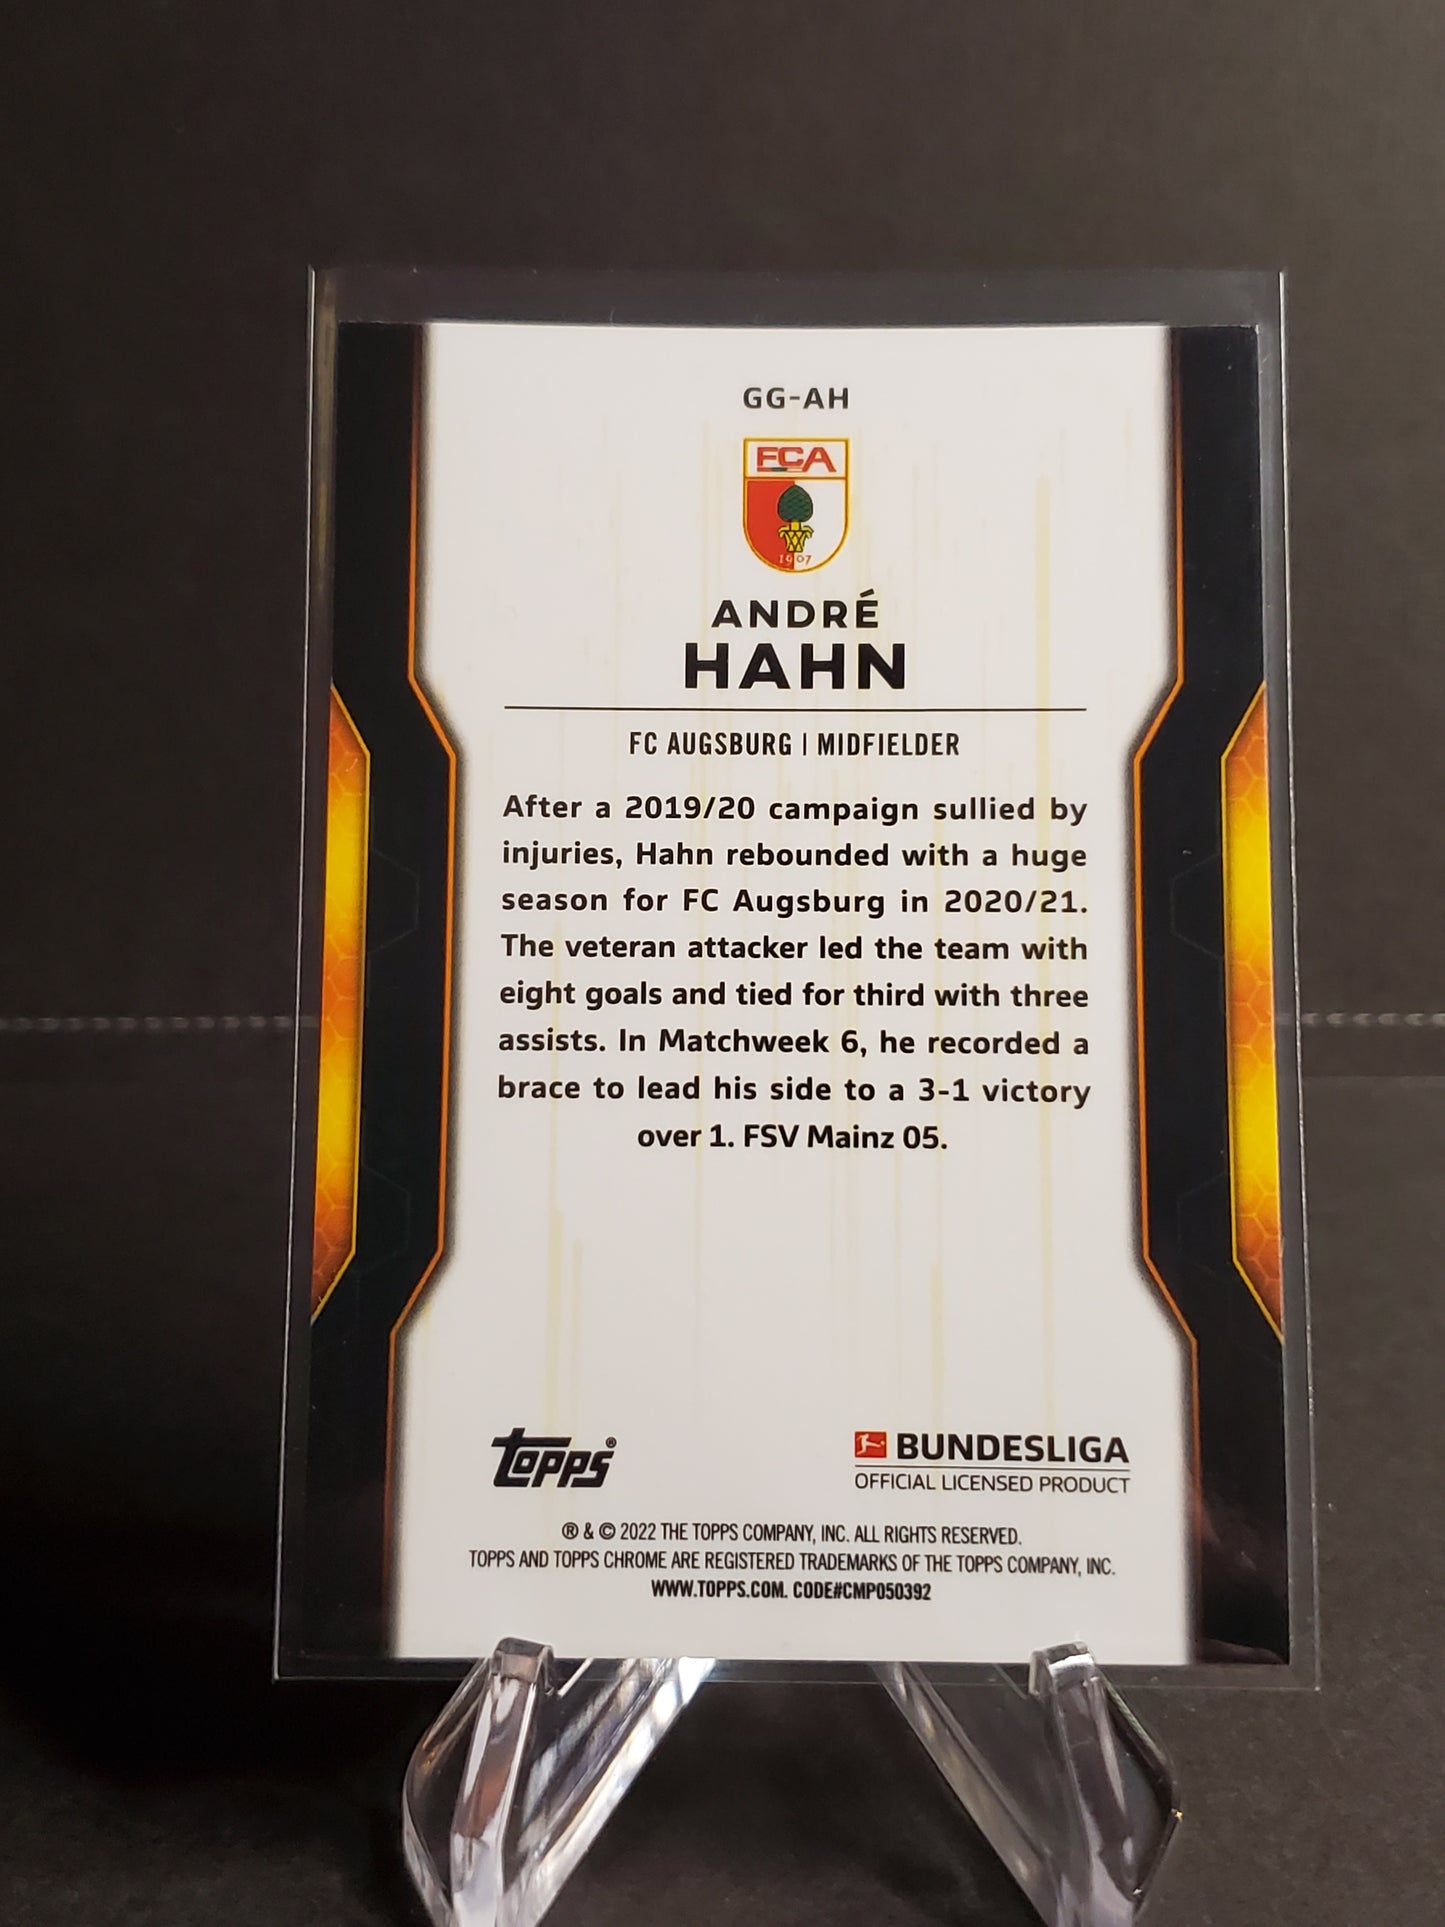 GG-AH
FCA
1907
ANDRÉ
HAHN
FC AUGSBURG | MIDFIELDER
After a 2019/20 campaign sullied by
injuries, Hahn rebounded with a huge
season for FC Augsburg in 2020/21.
The veteran attacker led the team with
eight goals and tied for third with three
assists. In Matchweek 6, he recorded a
brace to lead his side to a 3-1 victory
over 1. FSV Mainz 05.
Topps®
BUNDESLIGA
OFFICIAL LICENSED PRODUCT
® & © 2022 THE TOPPS COMPANY, INC. ALL RIGHTS RESERVED.
TOPPS AND TOPPS CHROME ARE REGISTERED TRADEMARKS OF THE TOPPS COMPANY, INC.
WWW.TOPPS.COM. CODE#CMP050392